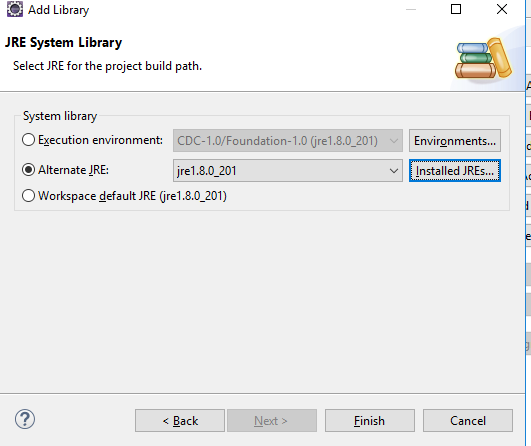 Add Library
JRE System Library
Select JRE for the project build path.
System library
Execution environment: CDC-1.0/Foundation-1.0 (jre1.8.0_201) Environments...
Alternate JRE: jre1.8.0_201 Installed JREs...
Workspace default JRE (jre1.8.0_201)
? < Back Next > Finish Cancel